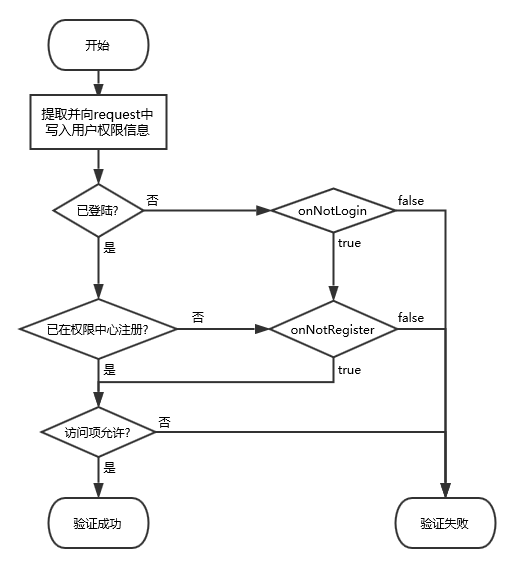 开始
提取并向request中
写入用户权限信息
已登陆?
否
onNotLogin
false
是
true
已在权限中心注册?
否
onNotRegister
false
是
true
访问项允许?
否
是
验证成功
验证失败